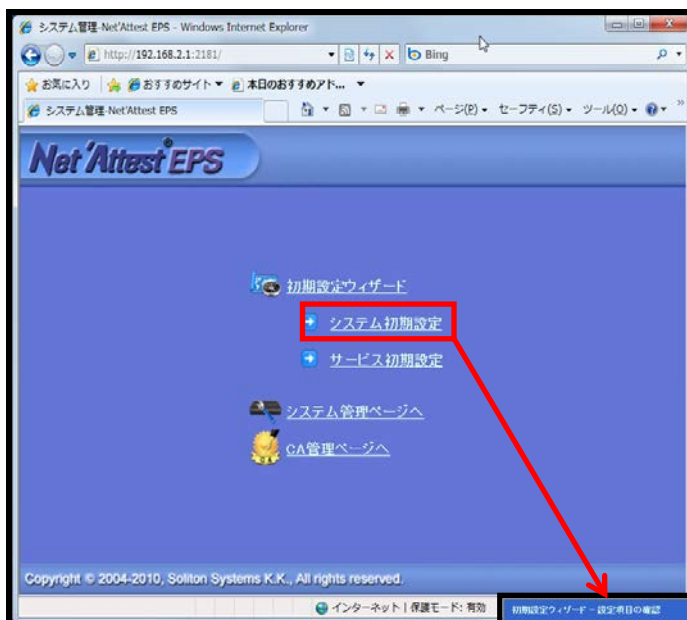 システム管理-Net'Attest EPS - Windows Internet Explorer
http://192.168.2.1:2181/
Bing
お気に入り
おすすめサイト ▼
本日のおすすめアド... ▼
システム管理-Net'Attest EPS
ページ(P)
セーフティ(S)
ツール(O)
Net'Attest EPS
初期設定ウィザード
システム初期設定
サービス初期設定
システム管理ページへ
CA管理ページへ
Copyright © 2004-2010, Soliton Systems K.K., All rights reserved.
インターネット | 保護モード: 有効
初期設定ウィザード - 設定項目の確認